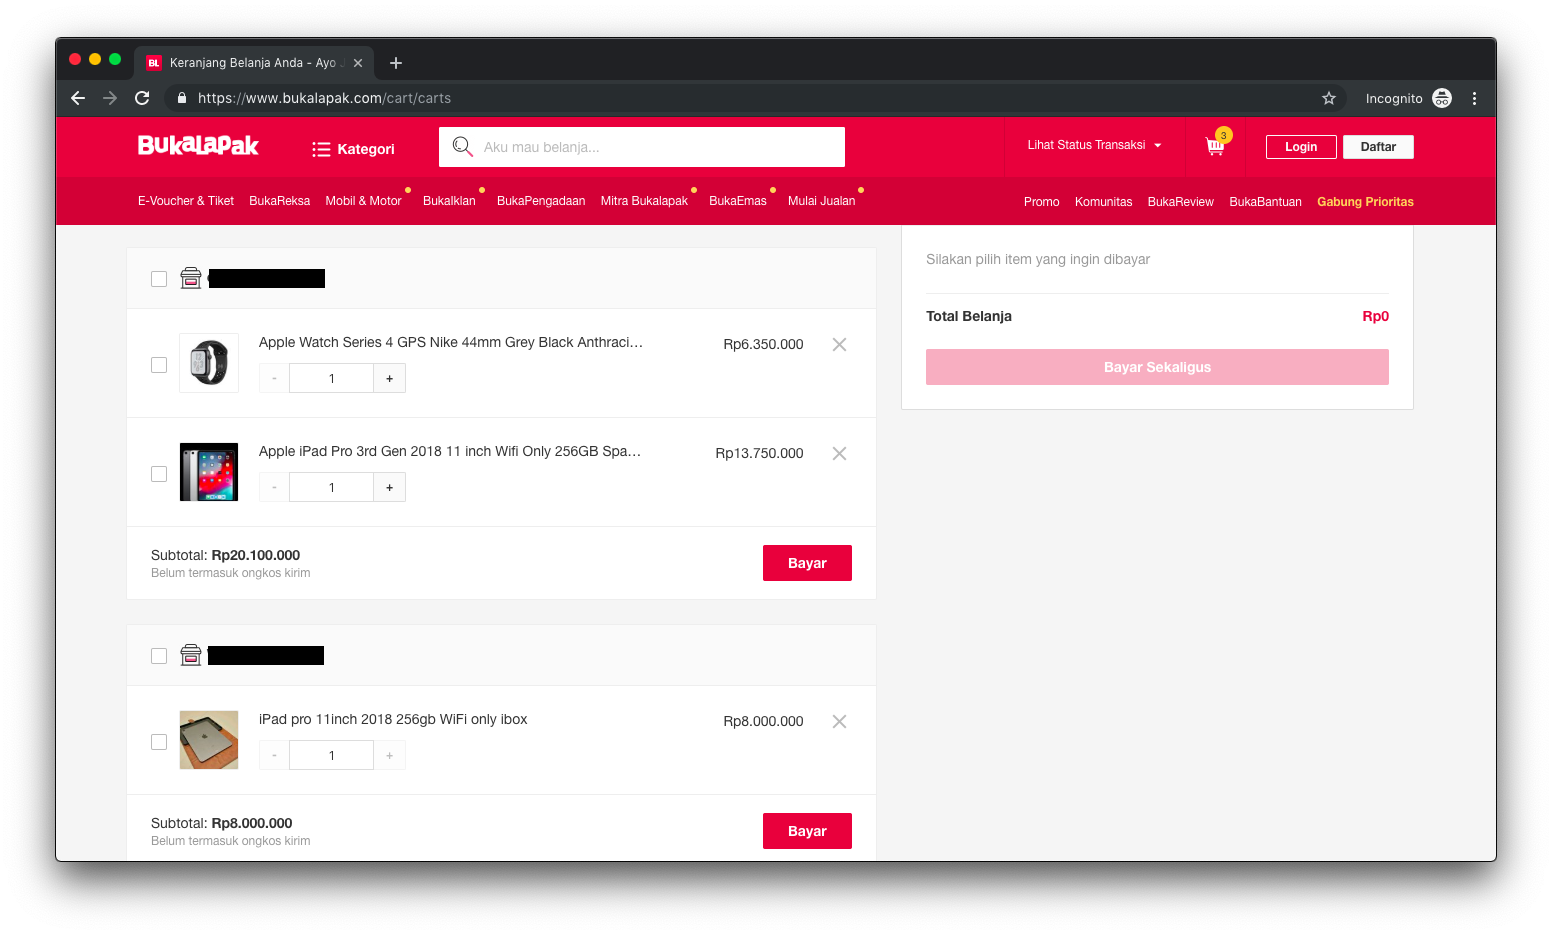 BL Keranjang Belanja Anda - Ayo J
https://www.bukalapak.com/cart/carts
Incognito
BukaLapak
Kategori
Aku mau belanja...
Lihat Status Transaksi
3
Login
Daftar
E-Voucher & Tiket BukaReksa Mobil & Motor BukaIklan BukaPengadaan Mitra Bukalapak BukaEmas Mulai Jualan
Promo Komunitas BukaReview BukaBantuan Gabung Prioritas
Apple Watch Series 4 GPS Nike 44mm Grey Black Anthraci...
Rp6.350.000
- 1 +
Apple iPad Pro 3rd Gen 2018 11 inch Wifi Only 256GB Spa...
Rp13.750.000
- 1 +
Subtotal: Rp20.100.000
Belum termasuk ongkos kirim
Bayar
iPad pro 11inch 2018 256gb WiFi only ibox
Rp8.000.000
- 1 +
Subtotal: Rp8.000.000
Belum termasuk ongkos kirim
Bayar
Silakan pilih item yang ingin dibayar
Total Belanja
Rp0
Bayar Sekaligus